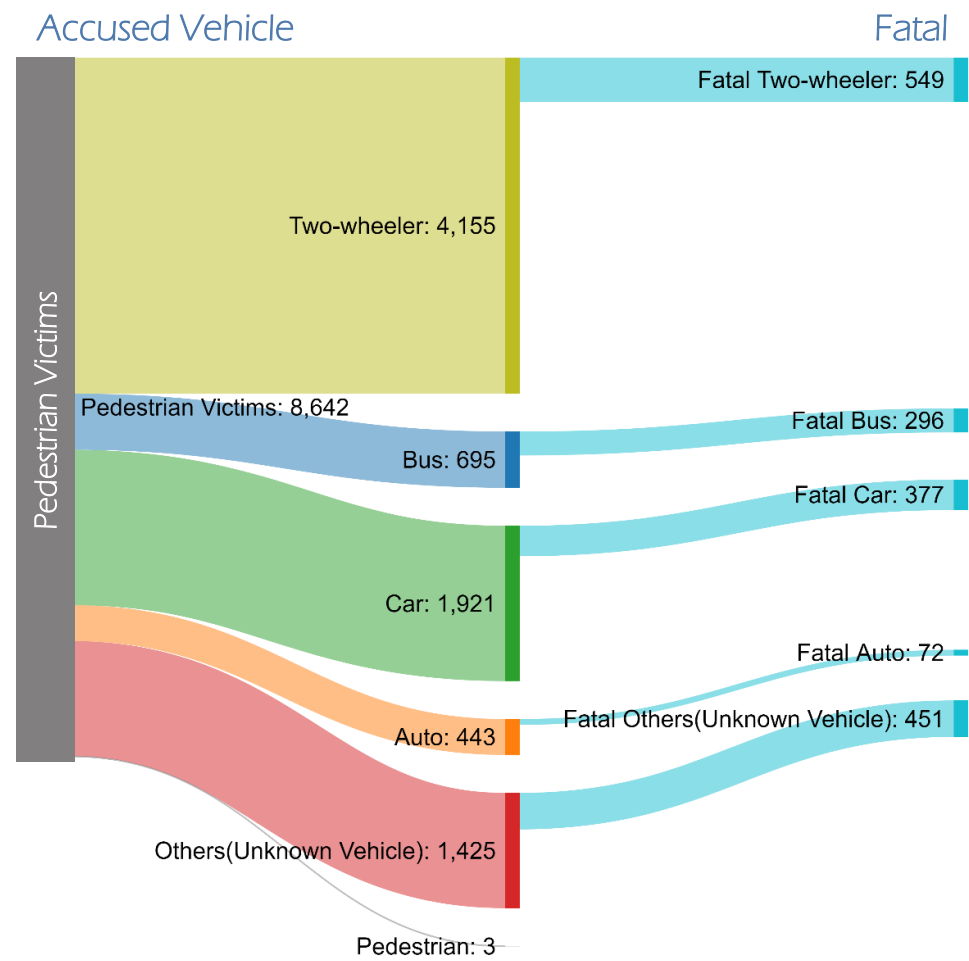 Accused Vehicle
Fatal
Pedestrian Victims
Fatal Two-wheeler: 549
Two-wheeler: 4,155
Pedestrian Victims: 8,642
Fatal Bus: 296
Bus: 695
Fatal Car: 377
Car: 1,921
Fatal Auto: 72
Fatal Others(Unknown Vehicle): 451
Auto: 443
Others(Unknown Vehicle): 1,425
Pedestrian: 3